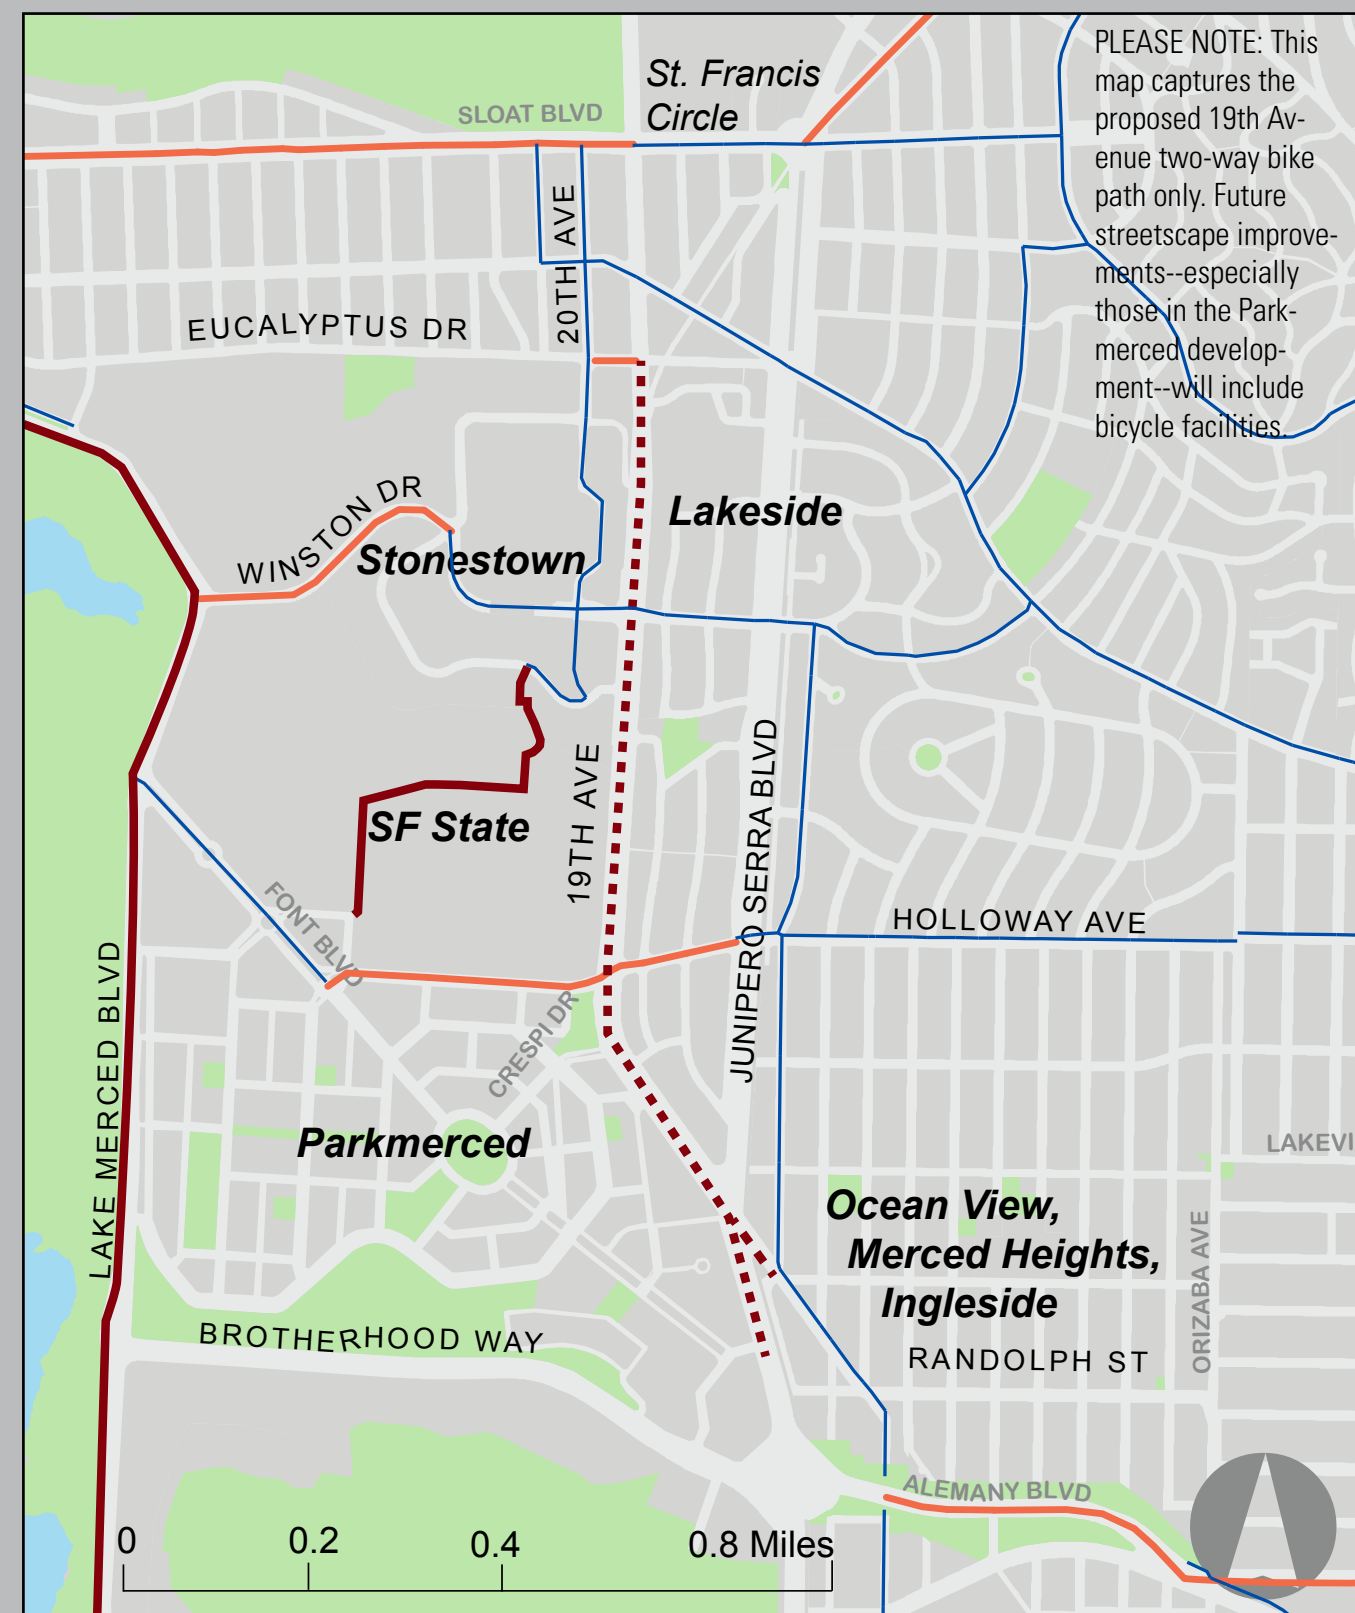 PLEASE NOTE: This
map captures the
proposed 19th Av-
enue two-way bike
path only. Future
streetscape improve-
ments--especially
those in the Park-
merced develop-
ment--will include
bicycle facilities.
St. Francis
Circle
SLOAT BLVD
20TH AVE
EUCALYPTUS DR
WINSTON DR
Lakeside
Stonestown
19TH AVE
JUNIPERO SERRA BLVD
SF State
FONT BLVD
HOLLOWAY AVE
LAKE MERCED BLVD
CRESPI DR
Parkmerced
LAKEVI
Ocean View,
Merced Heights,
Ingleside
ORIZABA AVE
BROTHERHOOD WAY
RANDOLPH ST
ALEMANY BLVD
0 0.2 0.4 0.8 Miles